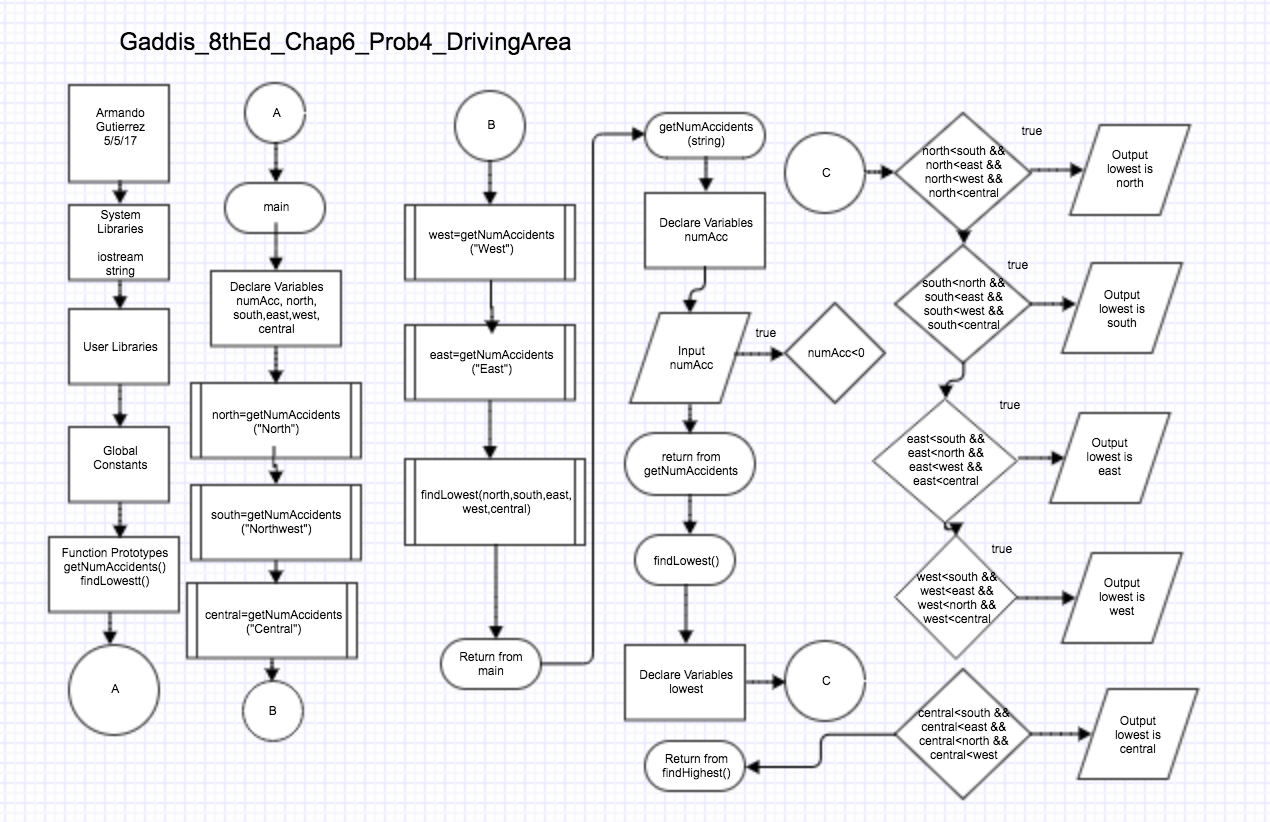 Gaddis_8thEd_Chap6_Prob4_DrivingArea
Armando
Gutierrez
5/5/17
System
Libraries
iostream
string
User Libraries
Global
Constants
Function Prototypes
getNumAccidents()
findLowestt()
A
A
main
Declare Variables
numAcc, north,
south,east,west,
central
north=getNumAccidents
("North")
south=getNumAccidents
("Northwest")
central=getNumAccidents
("Central")
B
B
west=getNumAccidents
("West")
east=getNumAccidents
("East")
findLowest(north,south,east,
west,central)
Return from
main
getNumAccidents
(string)
Declare Variables
numAcc
Input
numAcc
true
numAcc<0
return from
getNumAccidents
findLowest()
Declare Variables
lowest
C
Return from
findHighest()
C
north<south &&
north<east &&
north<west &&
north<central
true
Output
lowest is
north
south<north &&
south<east &&
south<west &&
south<central
true
Output
lowest is
south
east<south &&
east<north &&
east<west &&
east<central
true
Output
lowest is
east
west<south &&
west<east &&
west<north &&
west<central
true
Output
lowest is
west
central<south &&
central<east &&
central<north &&
central<west
Output
lowest is
central